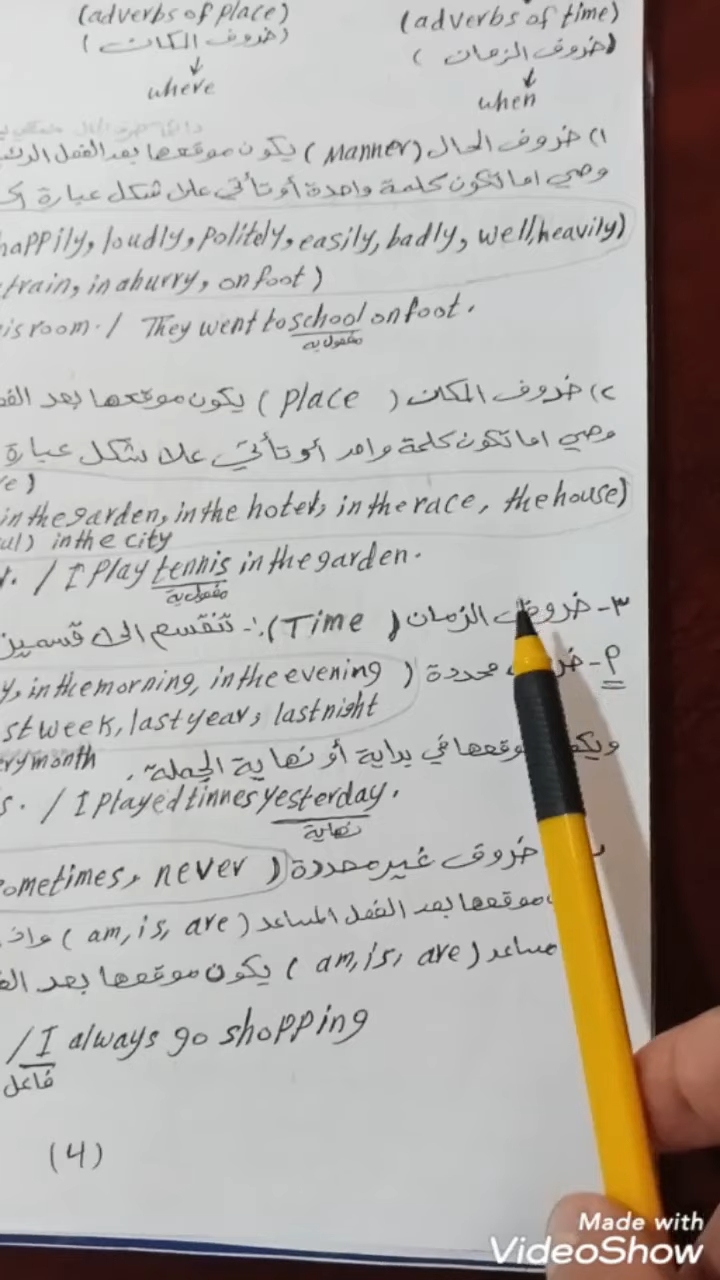 (adverbs of place) (adverbs of time)
(ظروف المكان) (ظروف الزمان)
↓ ↓
where when
١) ظروف الحال (Manner) يكون موقعها بعد الفعل
وهي اما تكون كلمة واحدة أو تأتي على شكل عبارة
happily, loudly, Politely, easily, badly, well, heavily)
train, in a hurry, on foot)
is room. / They went to school on foot.
مفعول به
٢) ظروف المكان (place) يكون موقعها بعد
وهي اما تكون كلمة واحد أو تأتي على شكل عبارة
in the garden, in the hotel, in the race, the house)
in the city
/ I Play tennis in the garden.
مفعول به
٣- ظروف الزمان (Time) :- تنقسم الى قسمين
محددة (
, in the morning, in the evening
st week, last year, last night
ery month
موقعها في بداية أو نهاية الجملة.
s. / I Played tinnes yesterday.
نهاية
ظروف غير محددة (
ometimes, never)
موقعها بعد الفعل المساعد (am, is, are)
مساعد (am, is, are) يكون موقعها بعد
/ I always go shopping
فاعل
(4)
Made with
VideoShow